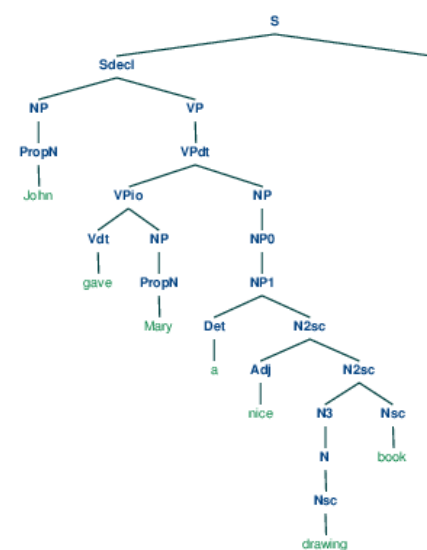 S
Sdecl
NP VP
PropN VPdt
John VPio NP
Vdt NP NP0
gave PropN NP1
Mary Det N2sc
a Adj N2sc
nice N3 Nsc
N book
Nsc
drawing